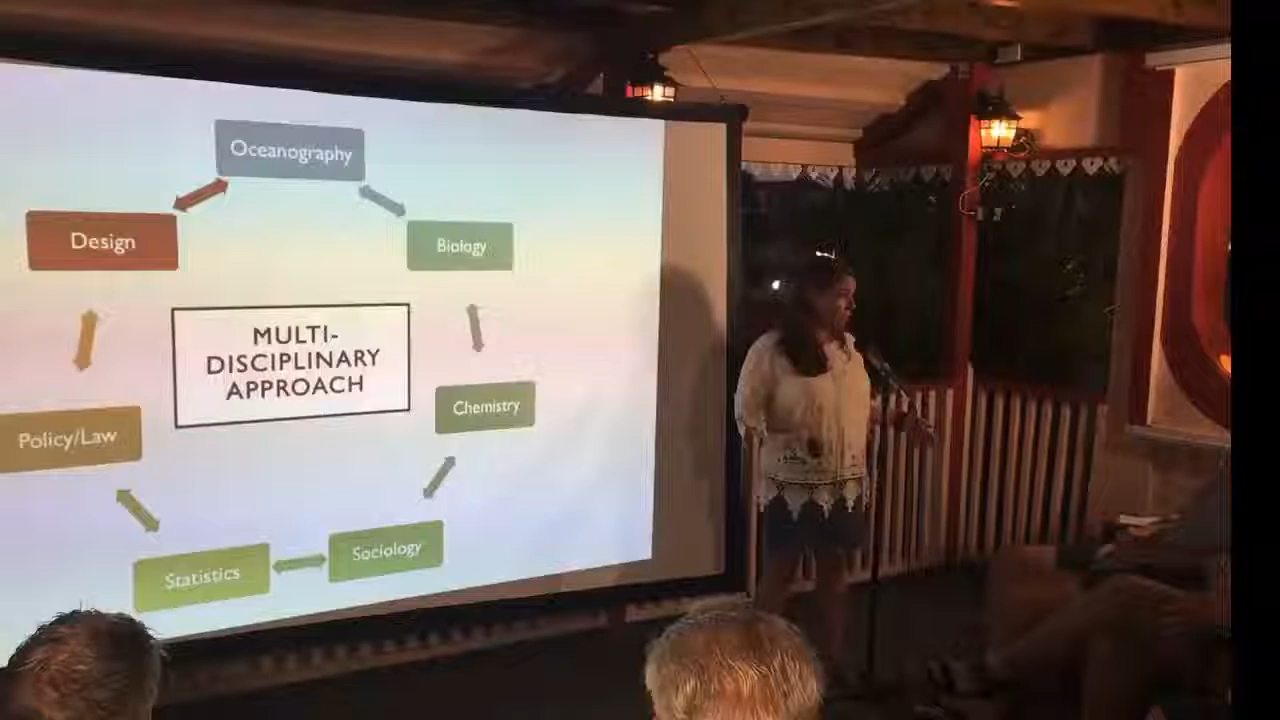 Oceanography
Design
Biology
MULTI-
DISCIPLINARY
APPROACH
Chemistry
Policy/Law
Sociology
Statistics